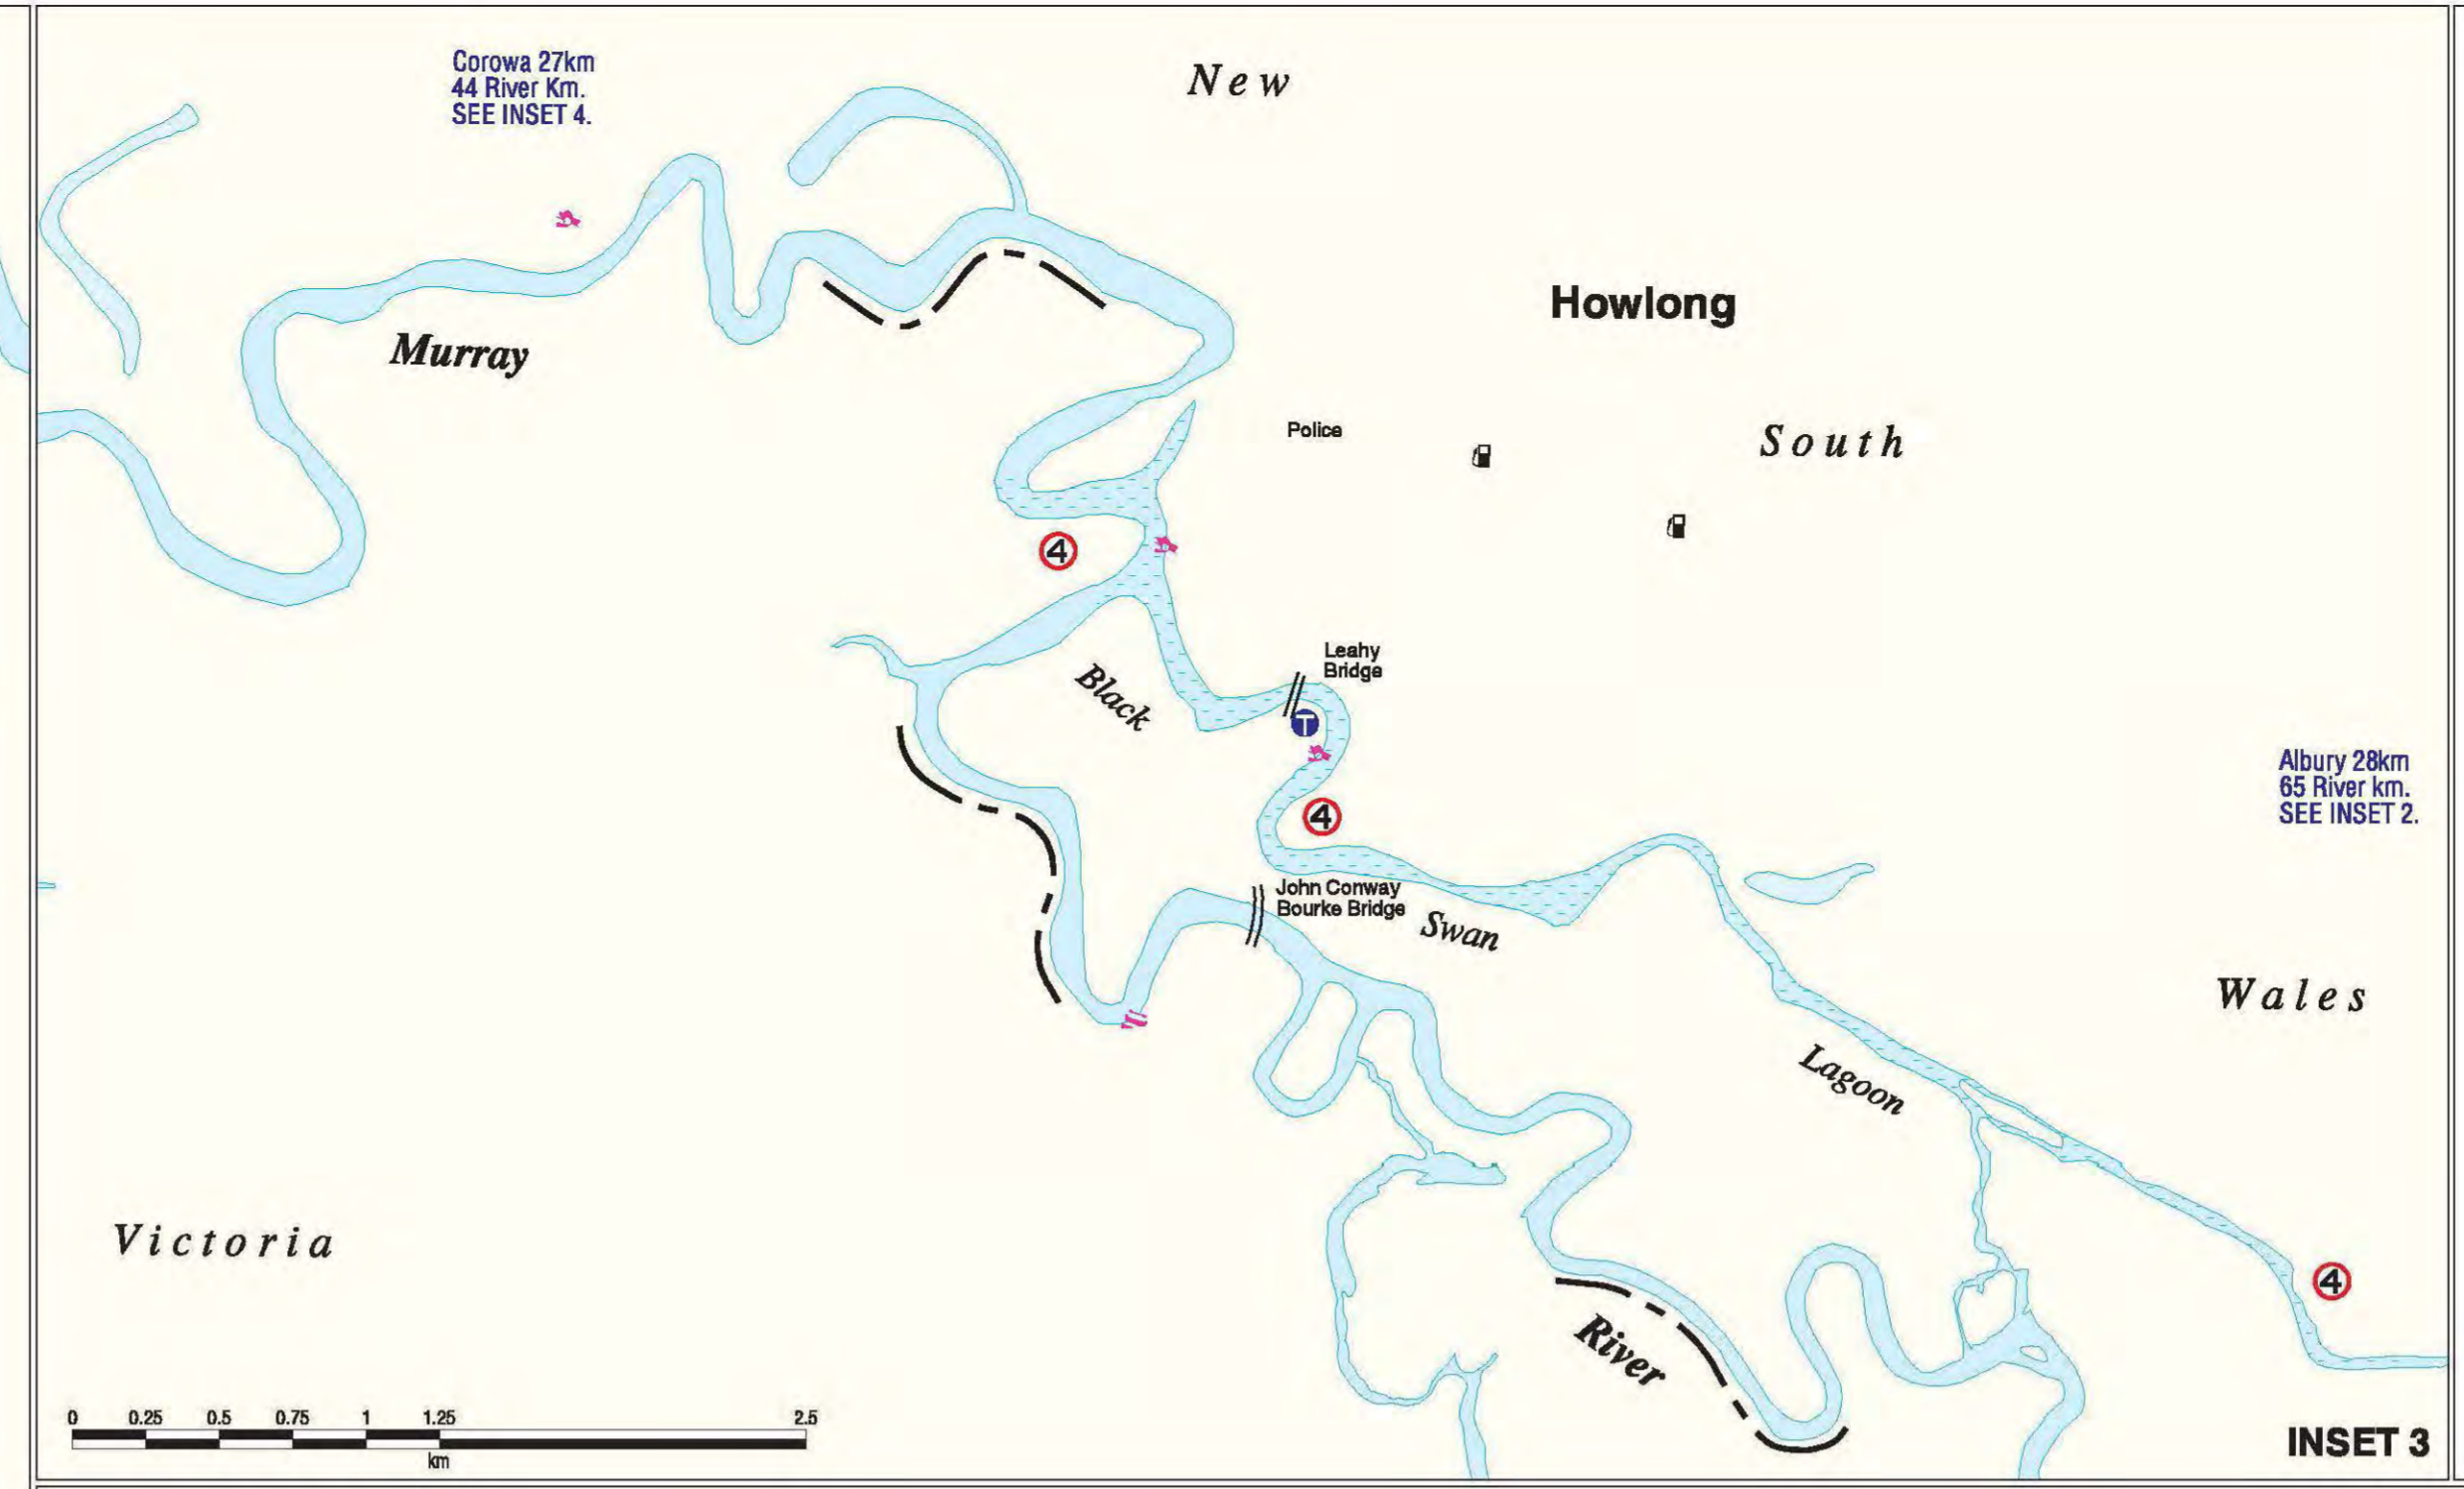 Corowa 27km
44 River Km.
SEE INSET 4.
New
Howlong
Murray
Police
South
4
Leahy
Bridge
Black
T
Albury 28km
65 River km.
SEE INSET 2.
4
John Conway
Bourke Bridge
Swan
Wales
Lagoon
Victoria
4
River
0 0.25 0.5 0.75 1 1.25 2.5
km
INSET 3